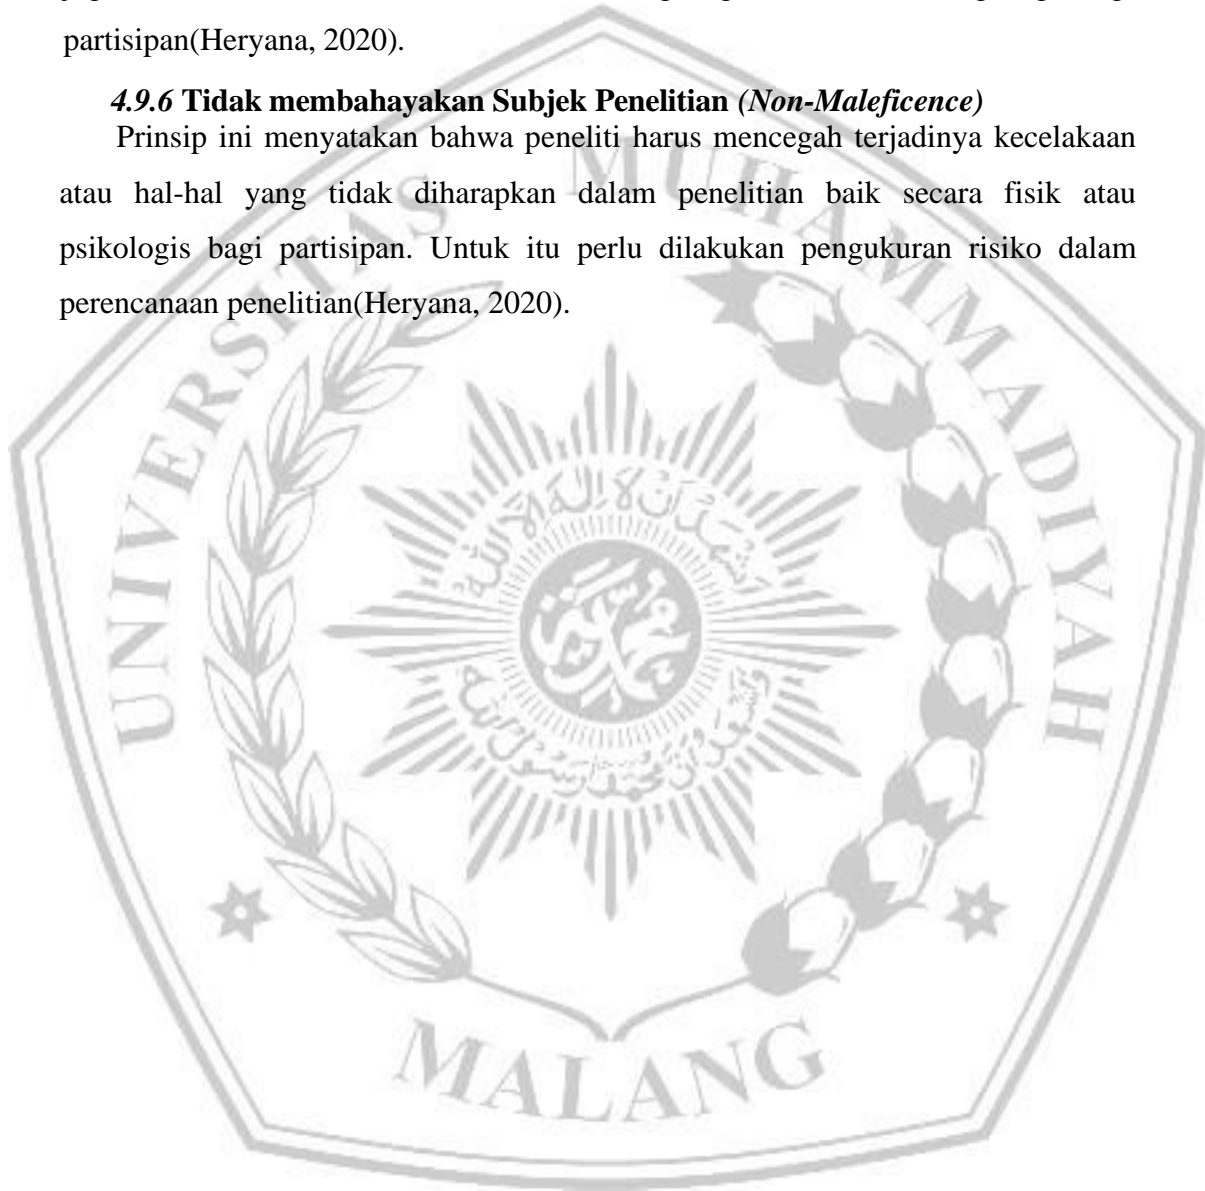 partisipan(Heryana, 2020).
4.9.6 Tidak membahayakan Subjek Penelitian (Non-Maleficence)
Prinsip ini menyatakan bahwa peneliti harus mencegah terjadinya kecelakaan
atau hal-hal yang tidak diharapkan dalam penelitian baik secara fisik atau
psikologis bagi partisipan. Untuk itu perlu dilakukan pengukuran risiko dalam
perencanaan penelitian(Heryana, 2020).
UNIVERSITAS MUHAMMADIYAH
MALANG